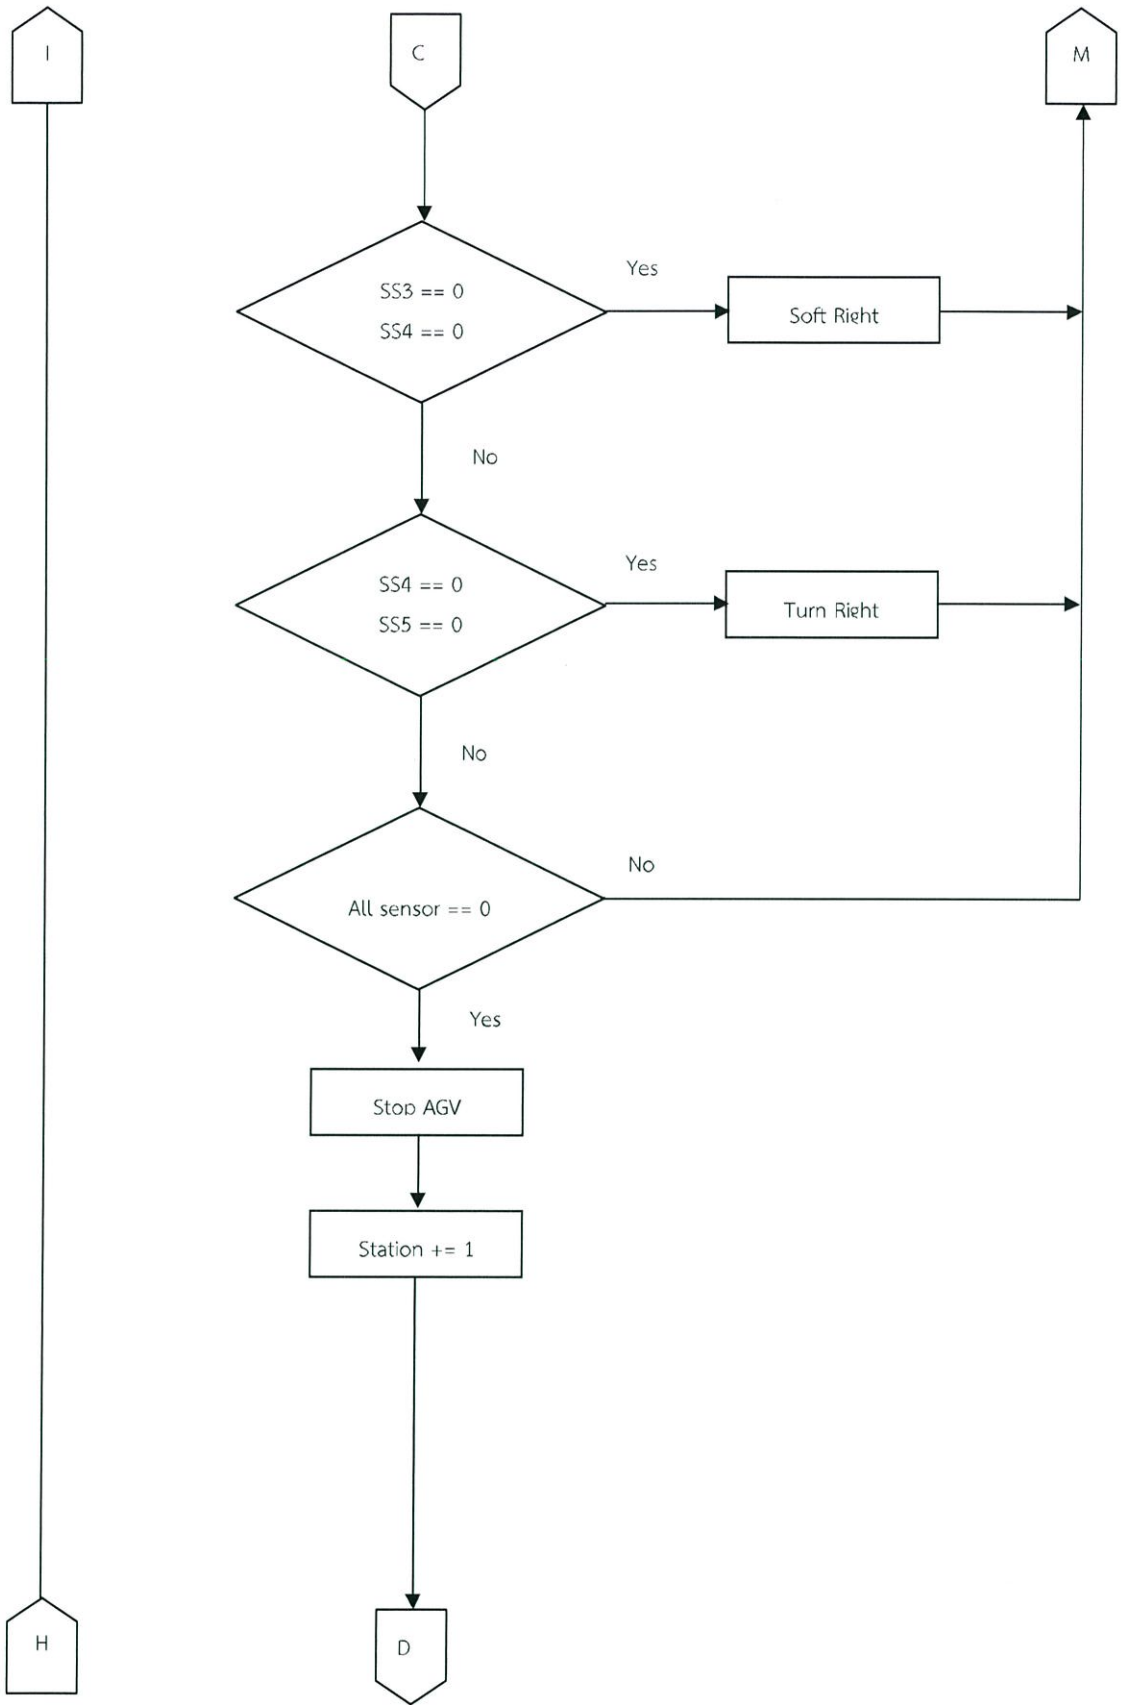 I
C
M
SS3 == 0
SS4 == 0
Yes
Soft Right
No
SS4 == 0
SS5 == 0
Yes
Turn Right
No
All sensor == 0
No
Yes
Stop AGV
Station += 1
H
D